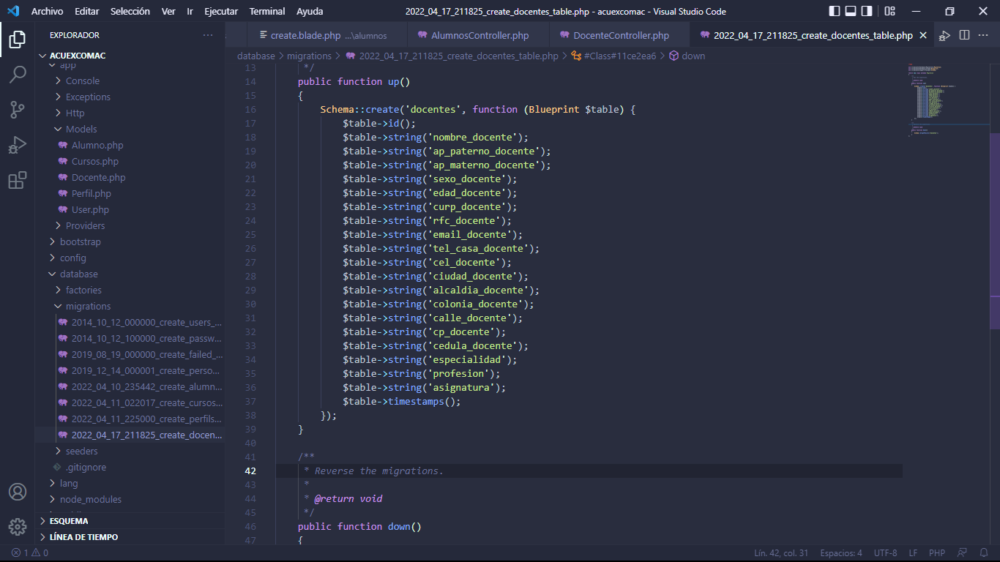 Archivo Editar Selección Ver Ir Ejecutar Terminal Ayuda 2022_04_17_211825_create_docentes_table.php - acuexcomac - Visual Studio Code
EXPLORADOR ...
create.blade.php ...\alumnos AlumnosController.php DocenteController.php 2022_04_17_211825_create_docentes_table.php
database > migrations > 2022_04_17_211825_create_docentes_table.php > #Class#11ce2ea6 > down
ACUEXCOMAC
app
Console
Exceptions
Http
Models
Alumno.php
Cursos.php
Docente.php
Perfil.php
User.php
Providers
bootstrap
config
database
factories
migrations
2014_10_12_000000_create_users_...
2014_10_12_100000_create_passw...
2019_08_19_000000_create_failed_...
2019_12_14_000001_create_perso...
2022_04_10_235442_create_alumn...
2022_04_11_022017_create_cursos...
2022_04_11_225000_create_perfils...
2022_04_17_211825_create_docen...
seeders
.gitignore
lang
node_modules
ESQUEMA
LÍNEA DE TIEMPO
13 */
14 public function up()
15 {
16 Schema::create('docentes', function (Blueprint $table) {
17 $table->id();
18 $table->string('nombre_docente');
19 $table->string('ap_paterno_docente');
20 $table->string('ap_materno_docente');
21 $table->string('sexo_docente');
22 $table->string('edad_docente');
23 $table->string('curp_docente');
24 $table->string('rfc_docente');
25 $table->string('email_docente');
26 $table->string('tel_casa_docente');
27 $table->string('cel_docente');
28 $table->string('ciudad_docente');
29 $table->string('alcaldia_docente');
30 $table->string('colonia_docente');
31 $table->string('calle_docente');
32 $table->string('cp_docente');
33 $table->string('cedula_docente');
34 $table->string('especialidad');
35 $table->string('profesion');
36 $table->string('asignatura');
37 $table->timestamps();
38 });
39 }
40
41 /**
42 * Reverse the migrations.
43 *
44 * @return void
45 */
46 public function down()
47 {
1 0 Lín. 42, col. 31 Espacios: 4 UTF-8 LF PHP